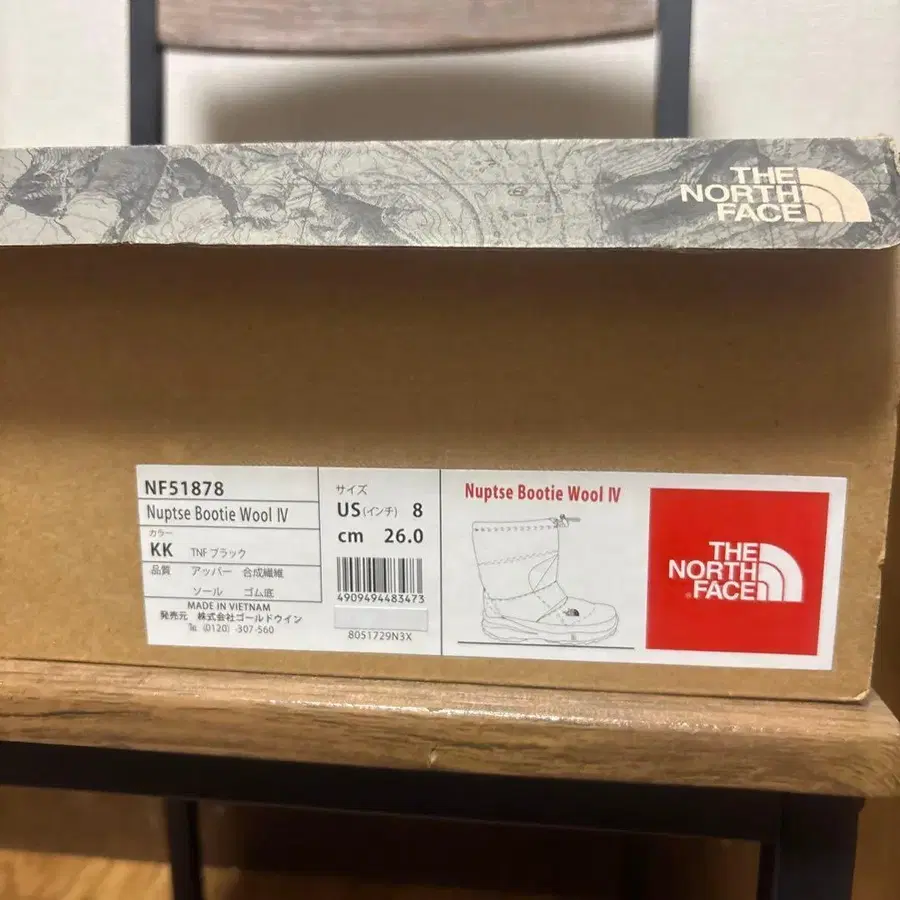 THE
NORTH
FACE
NF51878
Nuptse Bootie Wool IV
カラー
KK TNF ブラック
品質 アッパー 合成繊維
ソール ゴム底
MADE IN VIETNAM
発売元 株式会社ゴールドウイン
℡ (0120) -307-560
サイズ
US (インチ) 8
cm 26.0
4909494483473
8051729N3X
Nuptse Bootie Wool IV
THE
NORTH
FACE